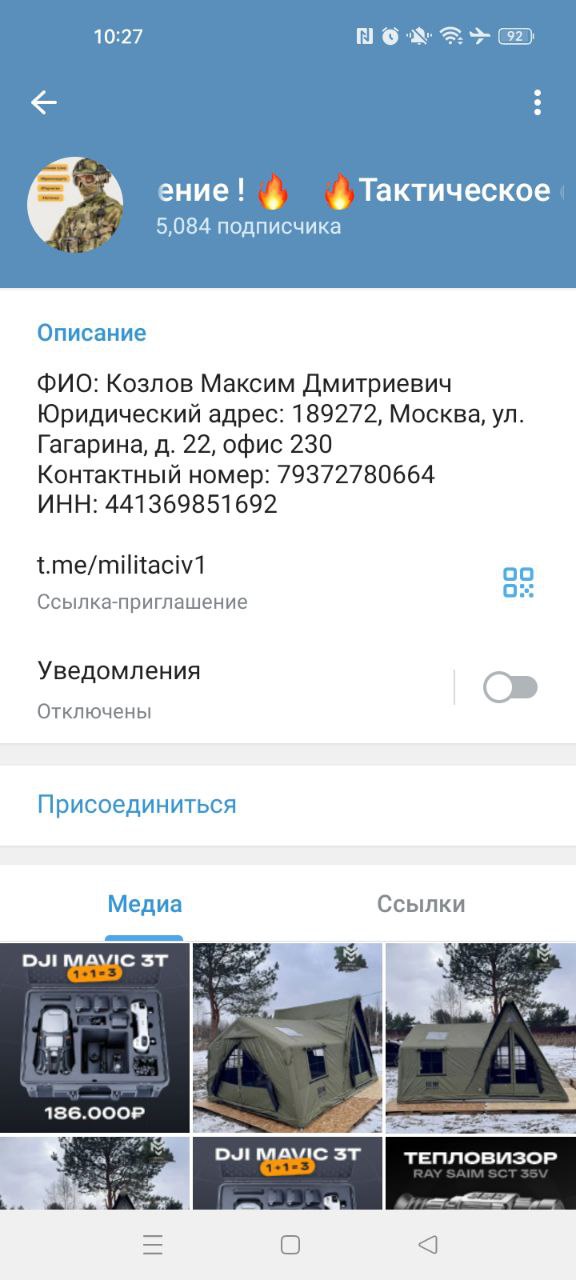 10:27
92
ение ! 🔥 🔥Тактическое
5,084 подписчика
Описание
ФИО: Козлов Максим Дмитриевич
Юридический адрес: 189272, Москва, ул.
Гагарина, д. 22, офис 230
Контактный номер: 79372780664
ИНН: 441369851692
t.me/militaciv1
Ссылка-приглашение
Уведомления
Отключены
Присоединиться
Медиа
Ссылки
DJI MAVIC 3T
1+1=3
186.000₽
DJI MAVIC 3T
1+1=3
ТЕПЛОВИЗОР
RAY SAIM SCT 35V